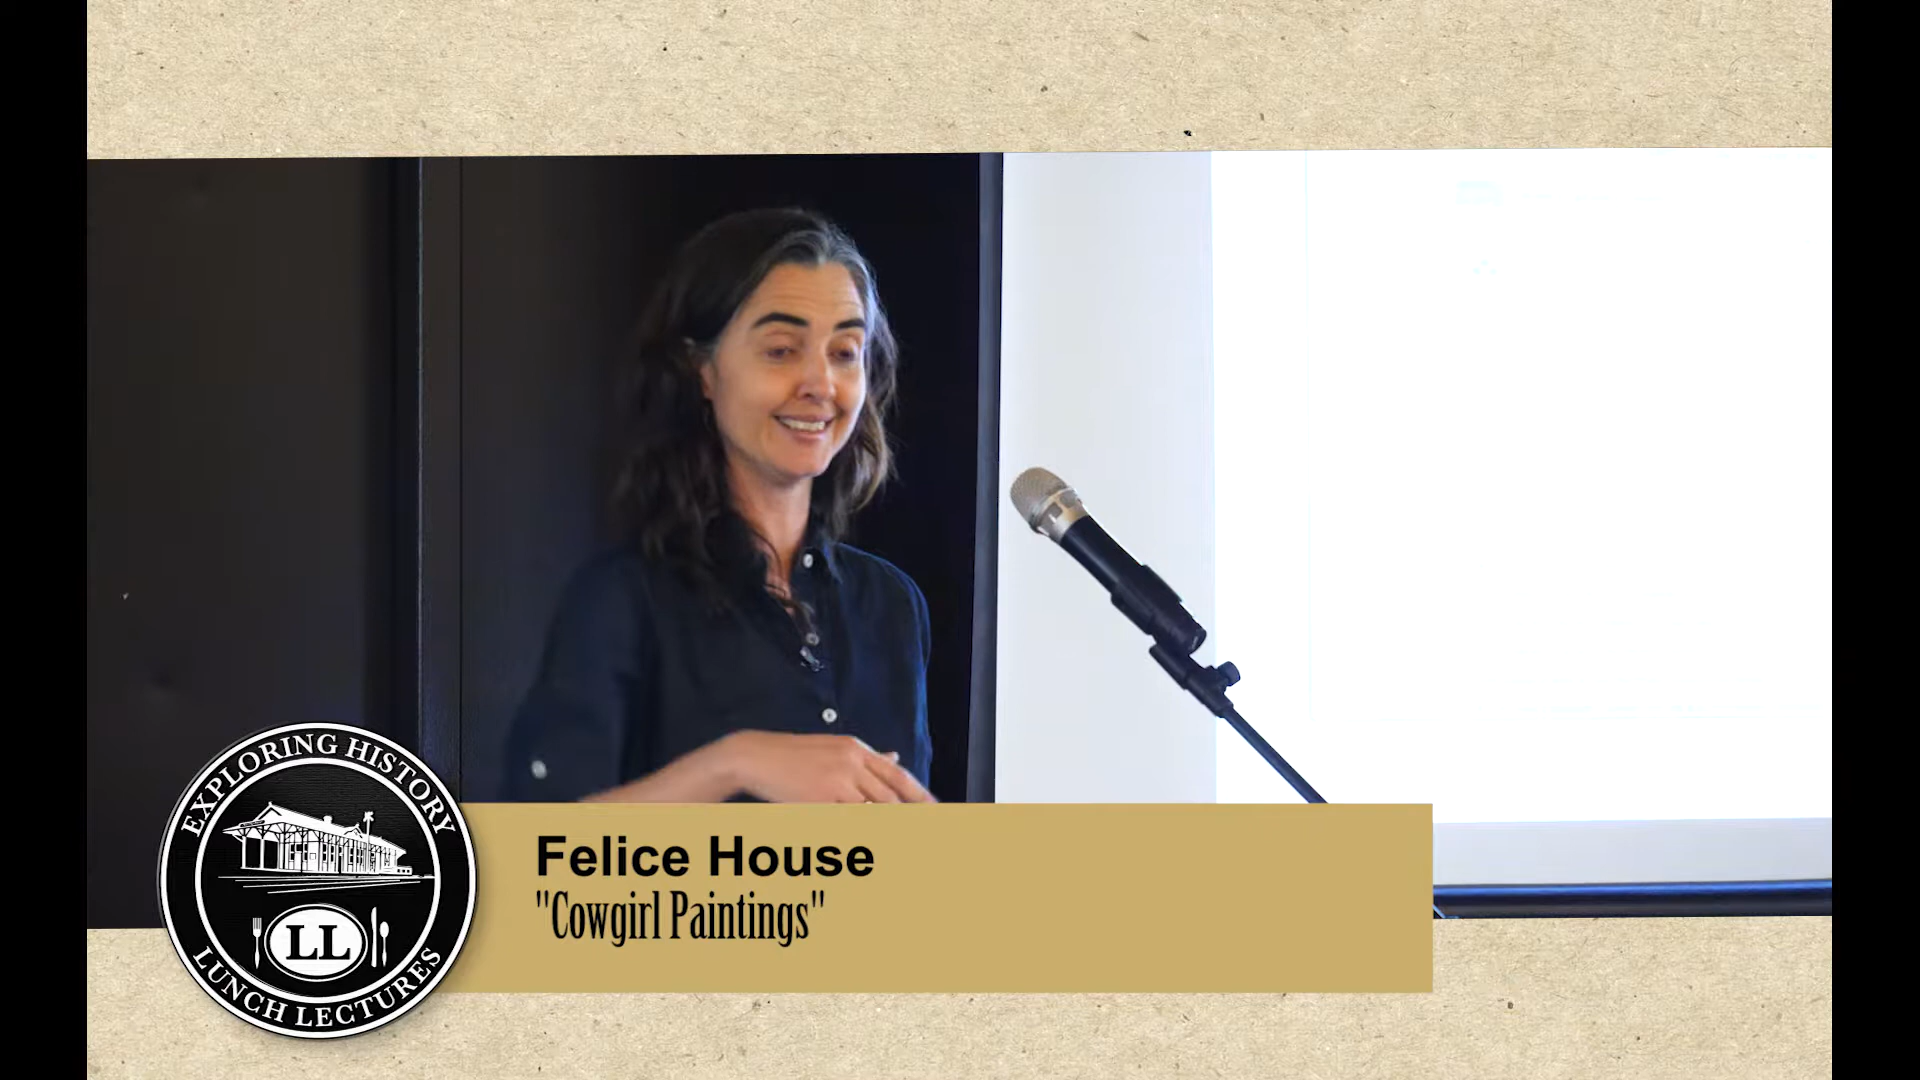 Felice House
"Cowgirl Paintings"
EXPLORING HISTORY
LL
LUNCH LECTURES